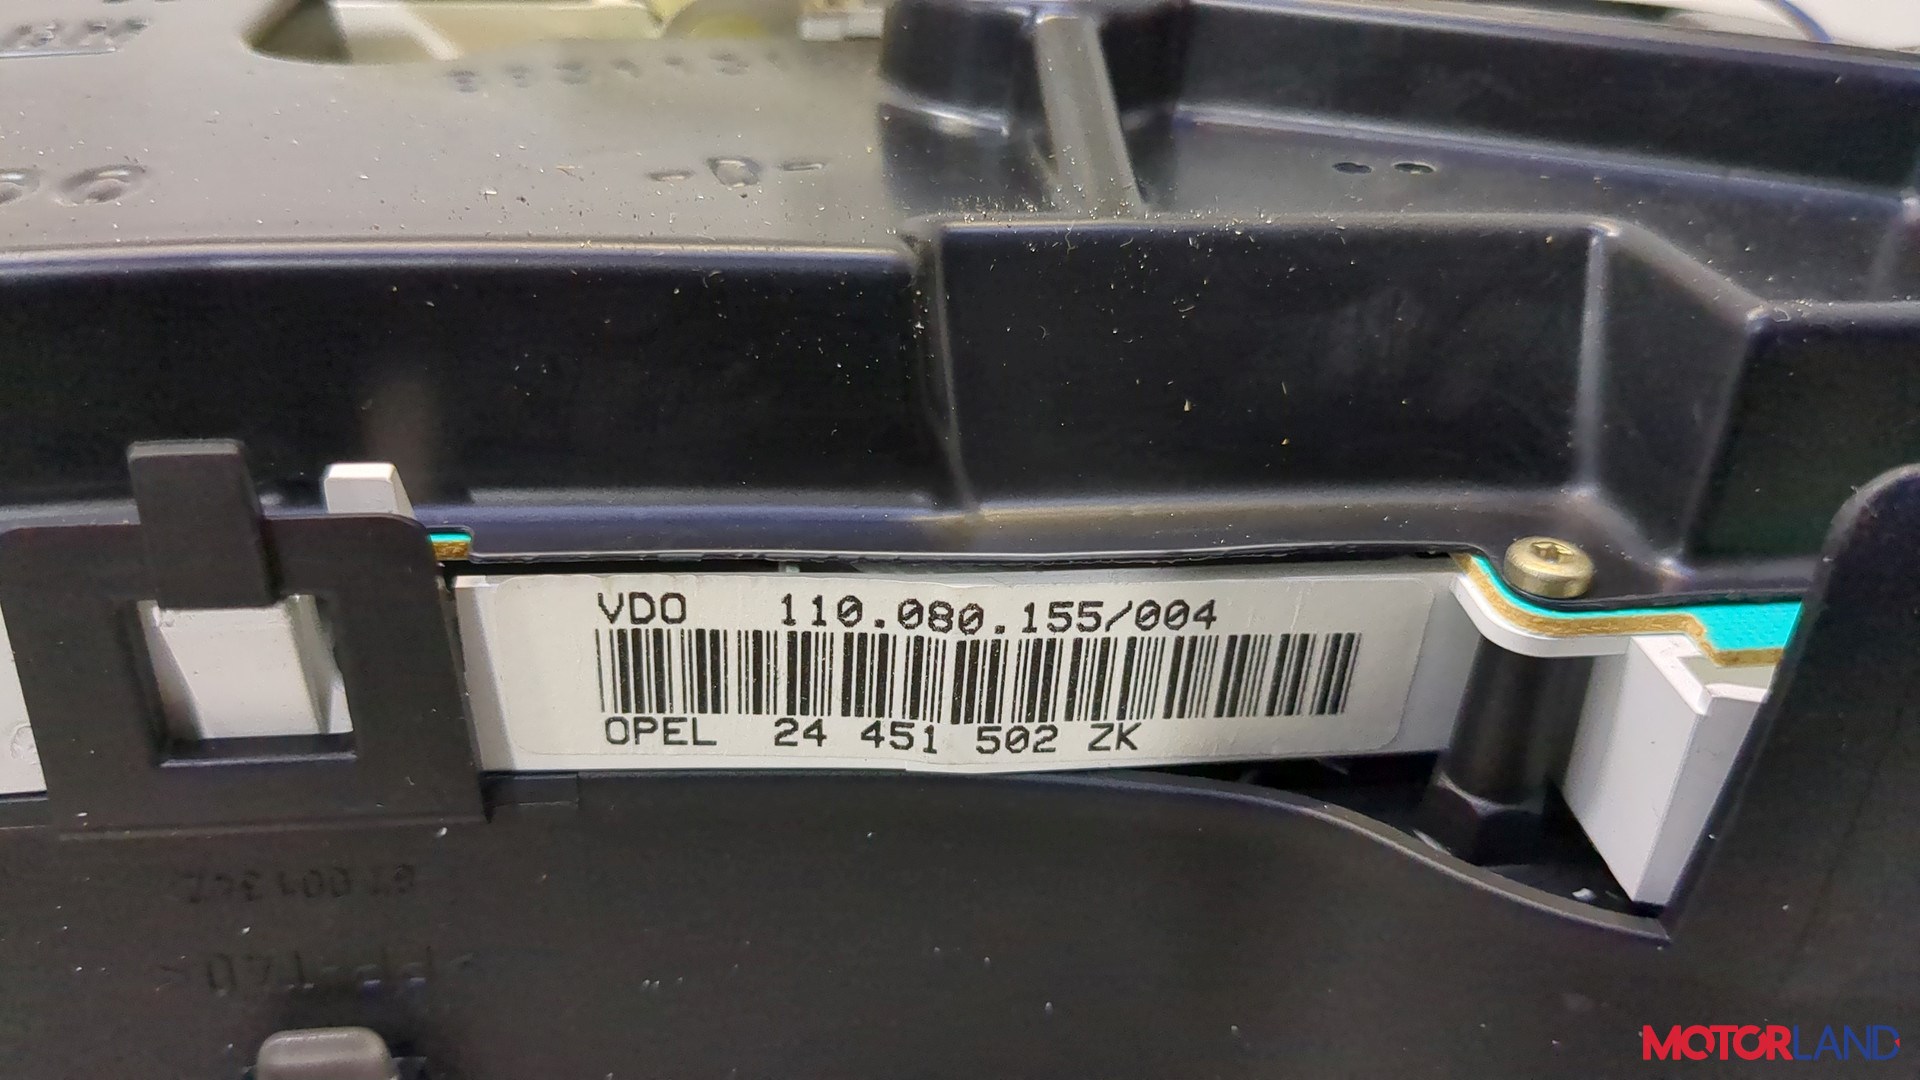 -D-
VDO 110.080.155/004
OPEL 24 451 502 ZK
MOTORLAND